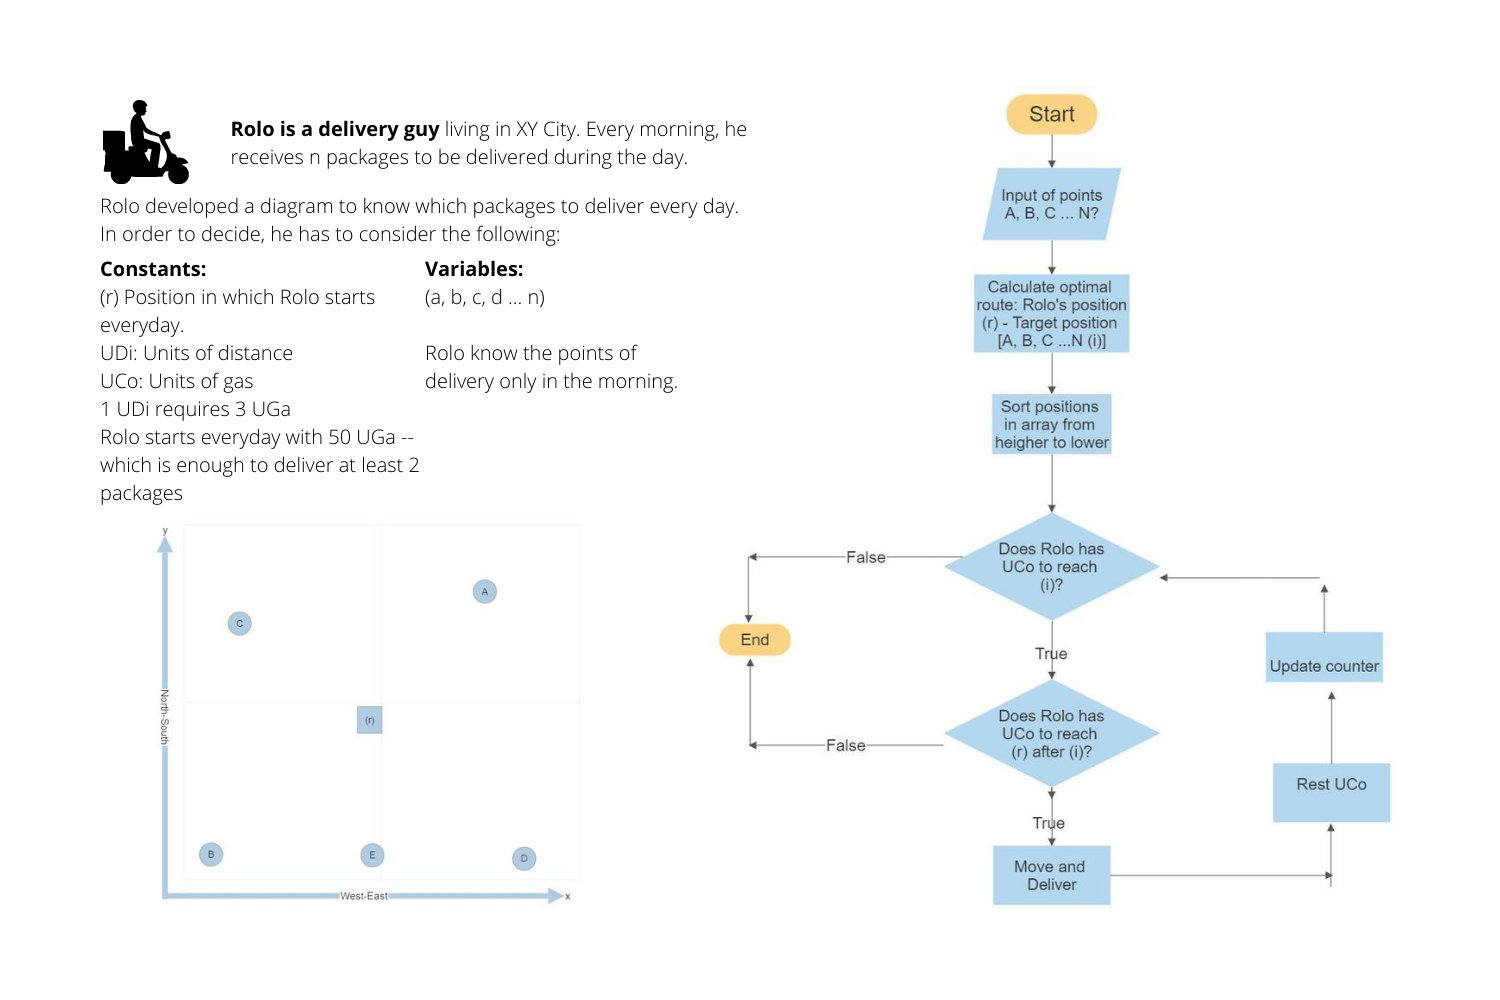 Rolo is a delivery guy living in XY City. Every morning, he
receives n packages to be delivered during the day.
Rolo developed a diagram to know which packages to deliver every day.
In order to decide, he has to consider the following:
Constants:
(r) Position in which Rolo starts
everyday.
UDi: Units of distance
UCo: Units of gas
1 UDi requires 3 UGa
Rolo starts everyday with 50 UGa --
which is enough to deliver at least 2
packages
Variables:
(a, b, c, d ... n)
Rolo know the points of
delivery only in the morning.
y
A
C
(r)
North-South
B
E
D
West-East
x
Start
Input of points
A, B, C ... N?
Calculate optimal
route: Rolo's position
(r) - Target position
[A, B, C ...N (i)]
Sort positions
in array from
heigher to lower
Does Rolo has
UCo to reach
(i)?
False
End
True
Does Rolo has
UCo to reach
(r) after (i)?
False
True
Move and
Deliver
Rest UCo
Update counter